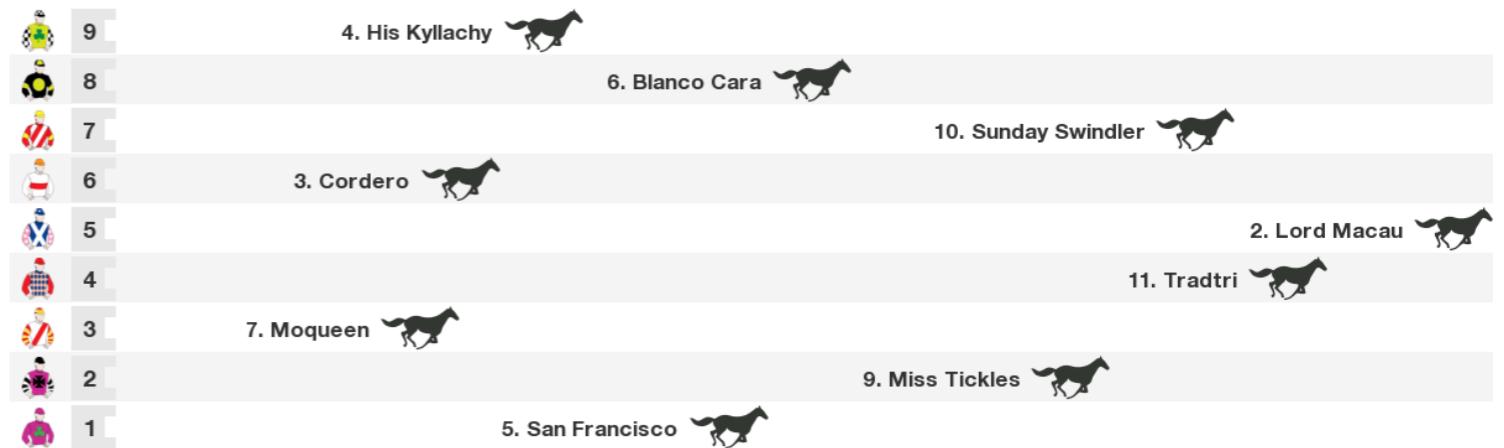 9 4. His Kyllachy
8 6. Blanco Cara
7 10. Sunday Swindler
6 3. Cordero
5 2. Lord Macau
4 11. Tradtri
3 7. Moqueen
2 9. Miss Tickles
1 5. San Francisco